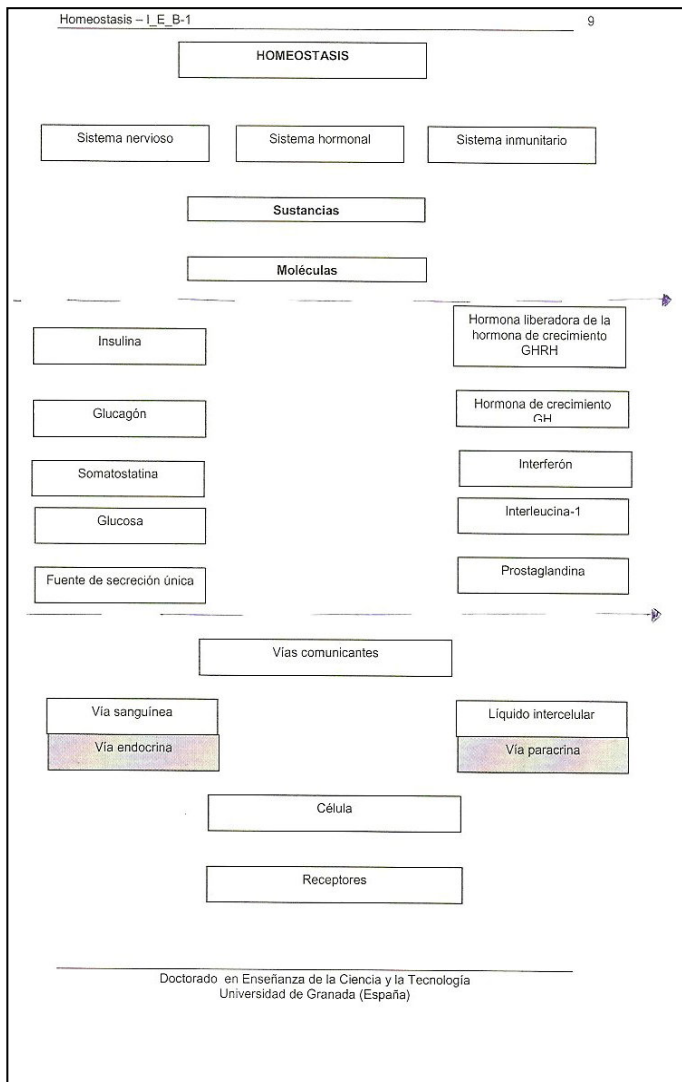 Homeostasis – I_E_B-1 9
HOMEOSTASIS
Sistema nervioso
Sistema hormonal
Sistema inmunitario
Sustancias
Moléculas
Insulina
Hormona liberadora de la
hormona de crecimiento
GHRH
Glucagón
Hormona de crecimiento
GH
Somatostatina
Interferón
Glucosa
Interleucina-1
Fuente de secreción única
Prostaglandina
Vías comunicantes
Vía sanguínea
Líquido intercelular
Vía endocrina
Vía paracrina
Célula
Receptores
Doctorado en Enseñanza de la Ciencia y la Tecnología
Universidad de Granada (España)